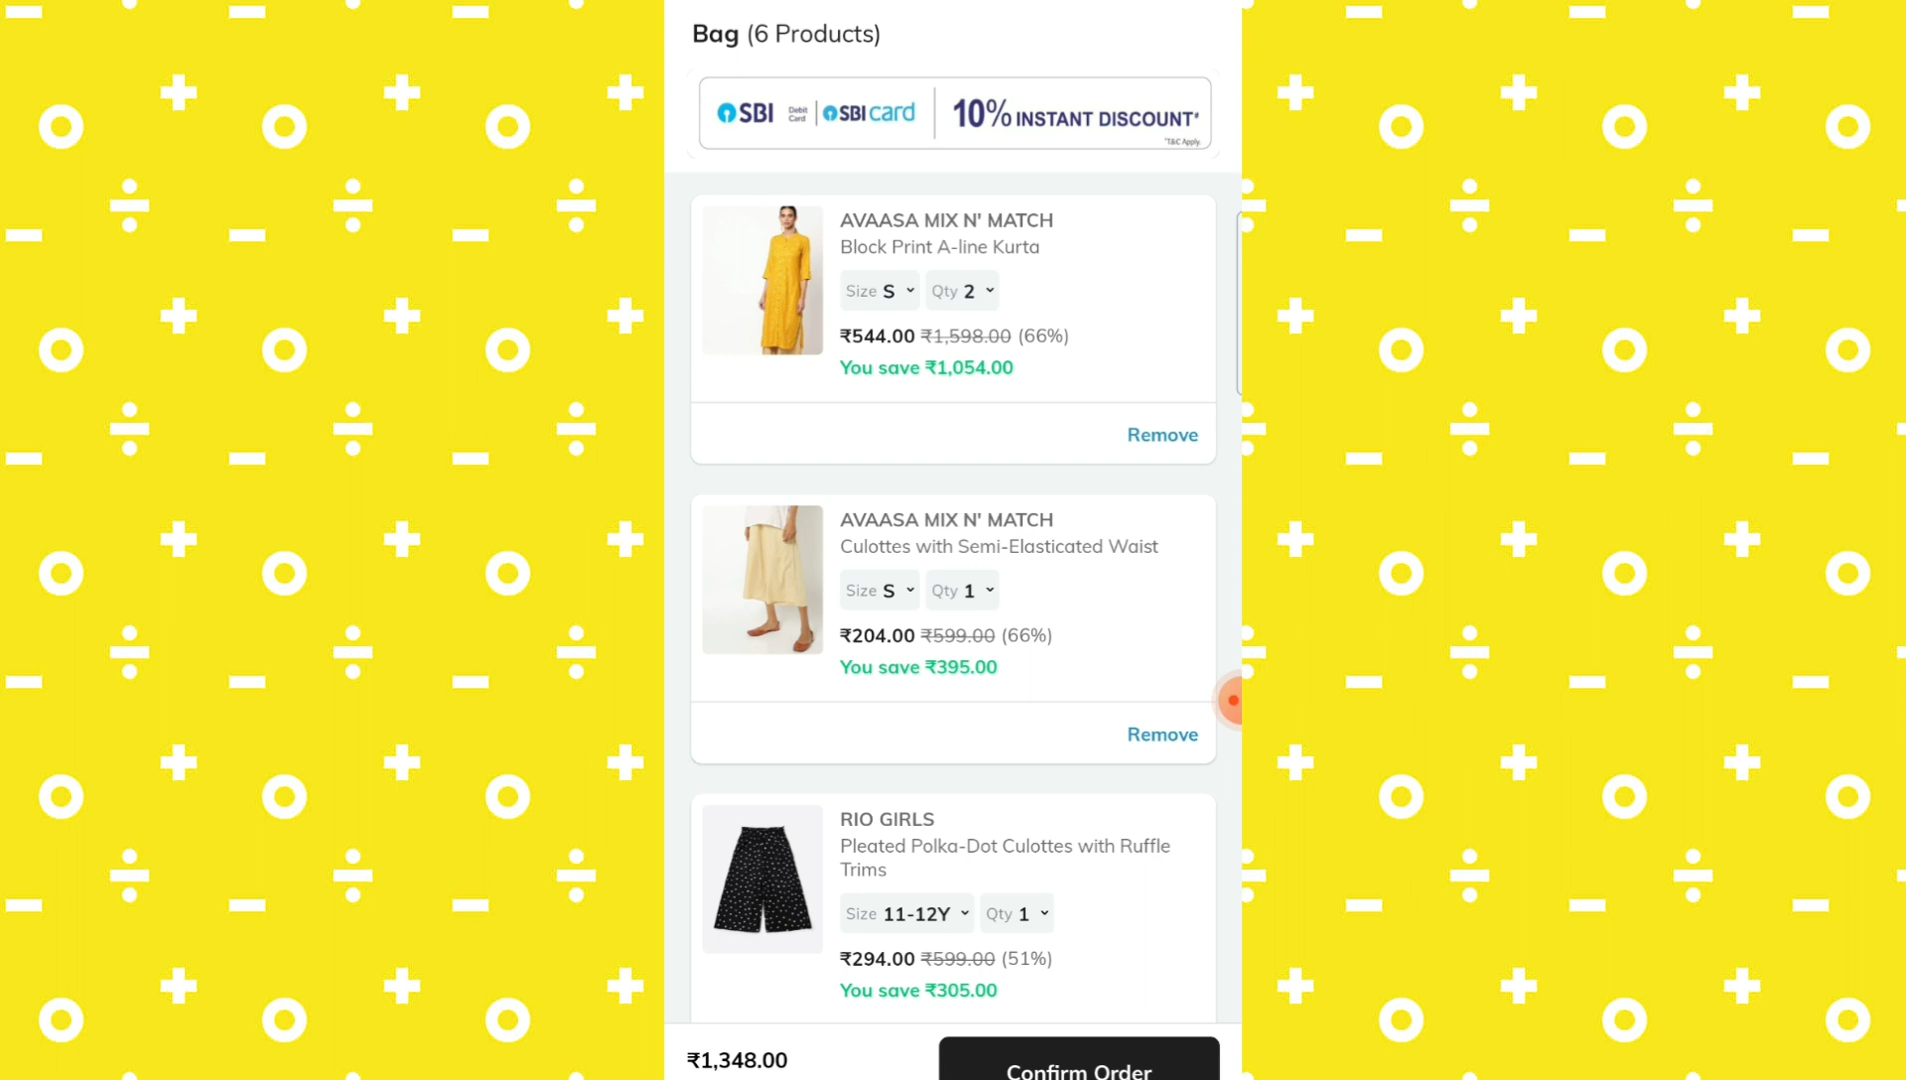 Bag (6 Products)
SBI Debit Card SBI card 10% INSTANT DISCOUNT*
*T&C Apply.
AVAASA MIX N' MATCH
Block Print A-line Kurta
Size S Qty 2
₹544.00 ₹1,598.00 (66%)
You save ₹1,054.00
Remove
AVAASA MIX N' MATCH
Culottes with Semi-Elasticated Waist
Size S Qty 1
₹204.00 ₹599.00 (66%)
You save ₹395.00
Remove
RIO GIRLS
Pleated Polka-Dot Culottes with Ruffle
Trims
Size 11-12Y Qty 1
₹294.00 ₹599.00 (51%)
You save ₹305.00
₹1,348.00
Confirm Order